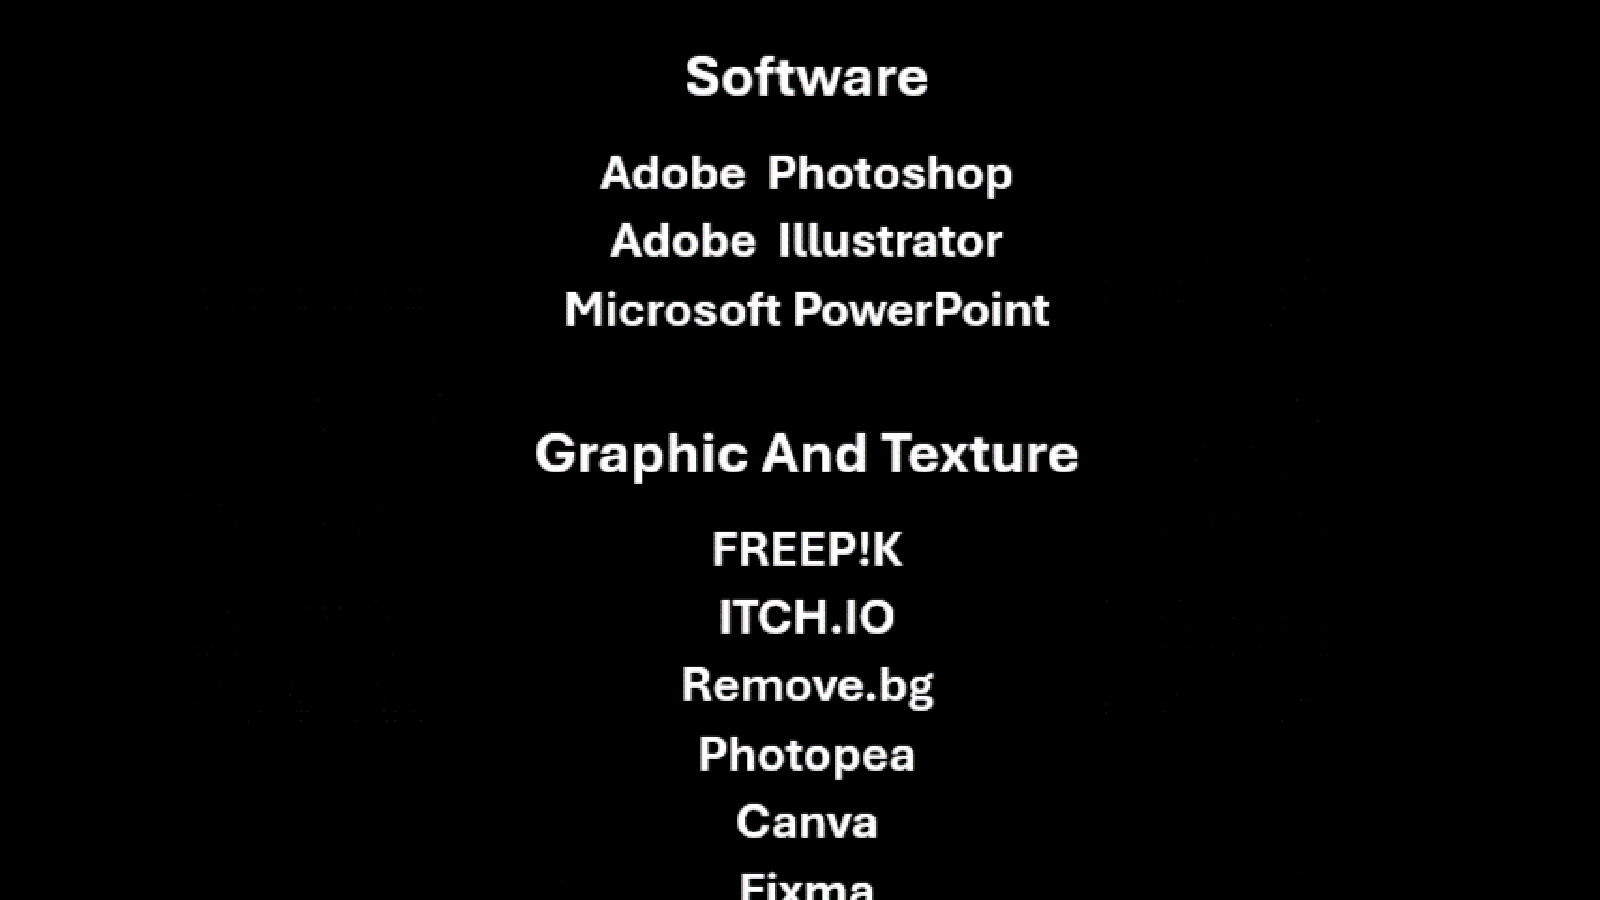 Software
Adobe Photoshop
Adobe Illustrator
Microsoft PowerPoint
Graphic And Texture
FREEP!K
ITCH.IO
Remove.bg
Photopea
Canva
Fixma